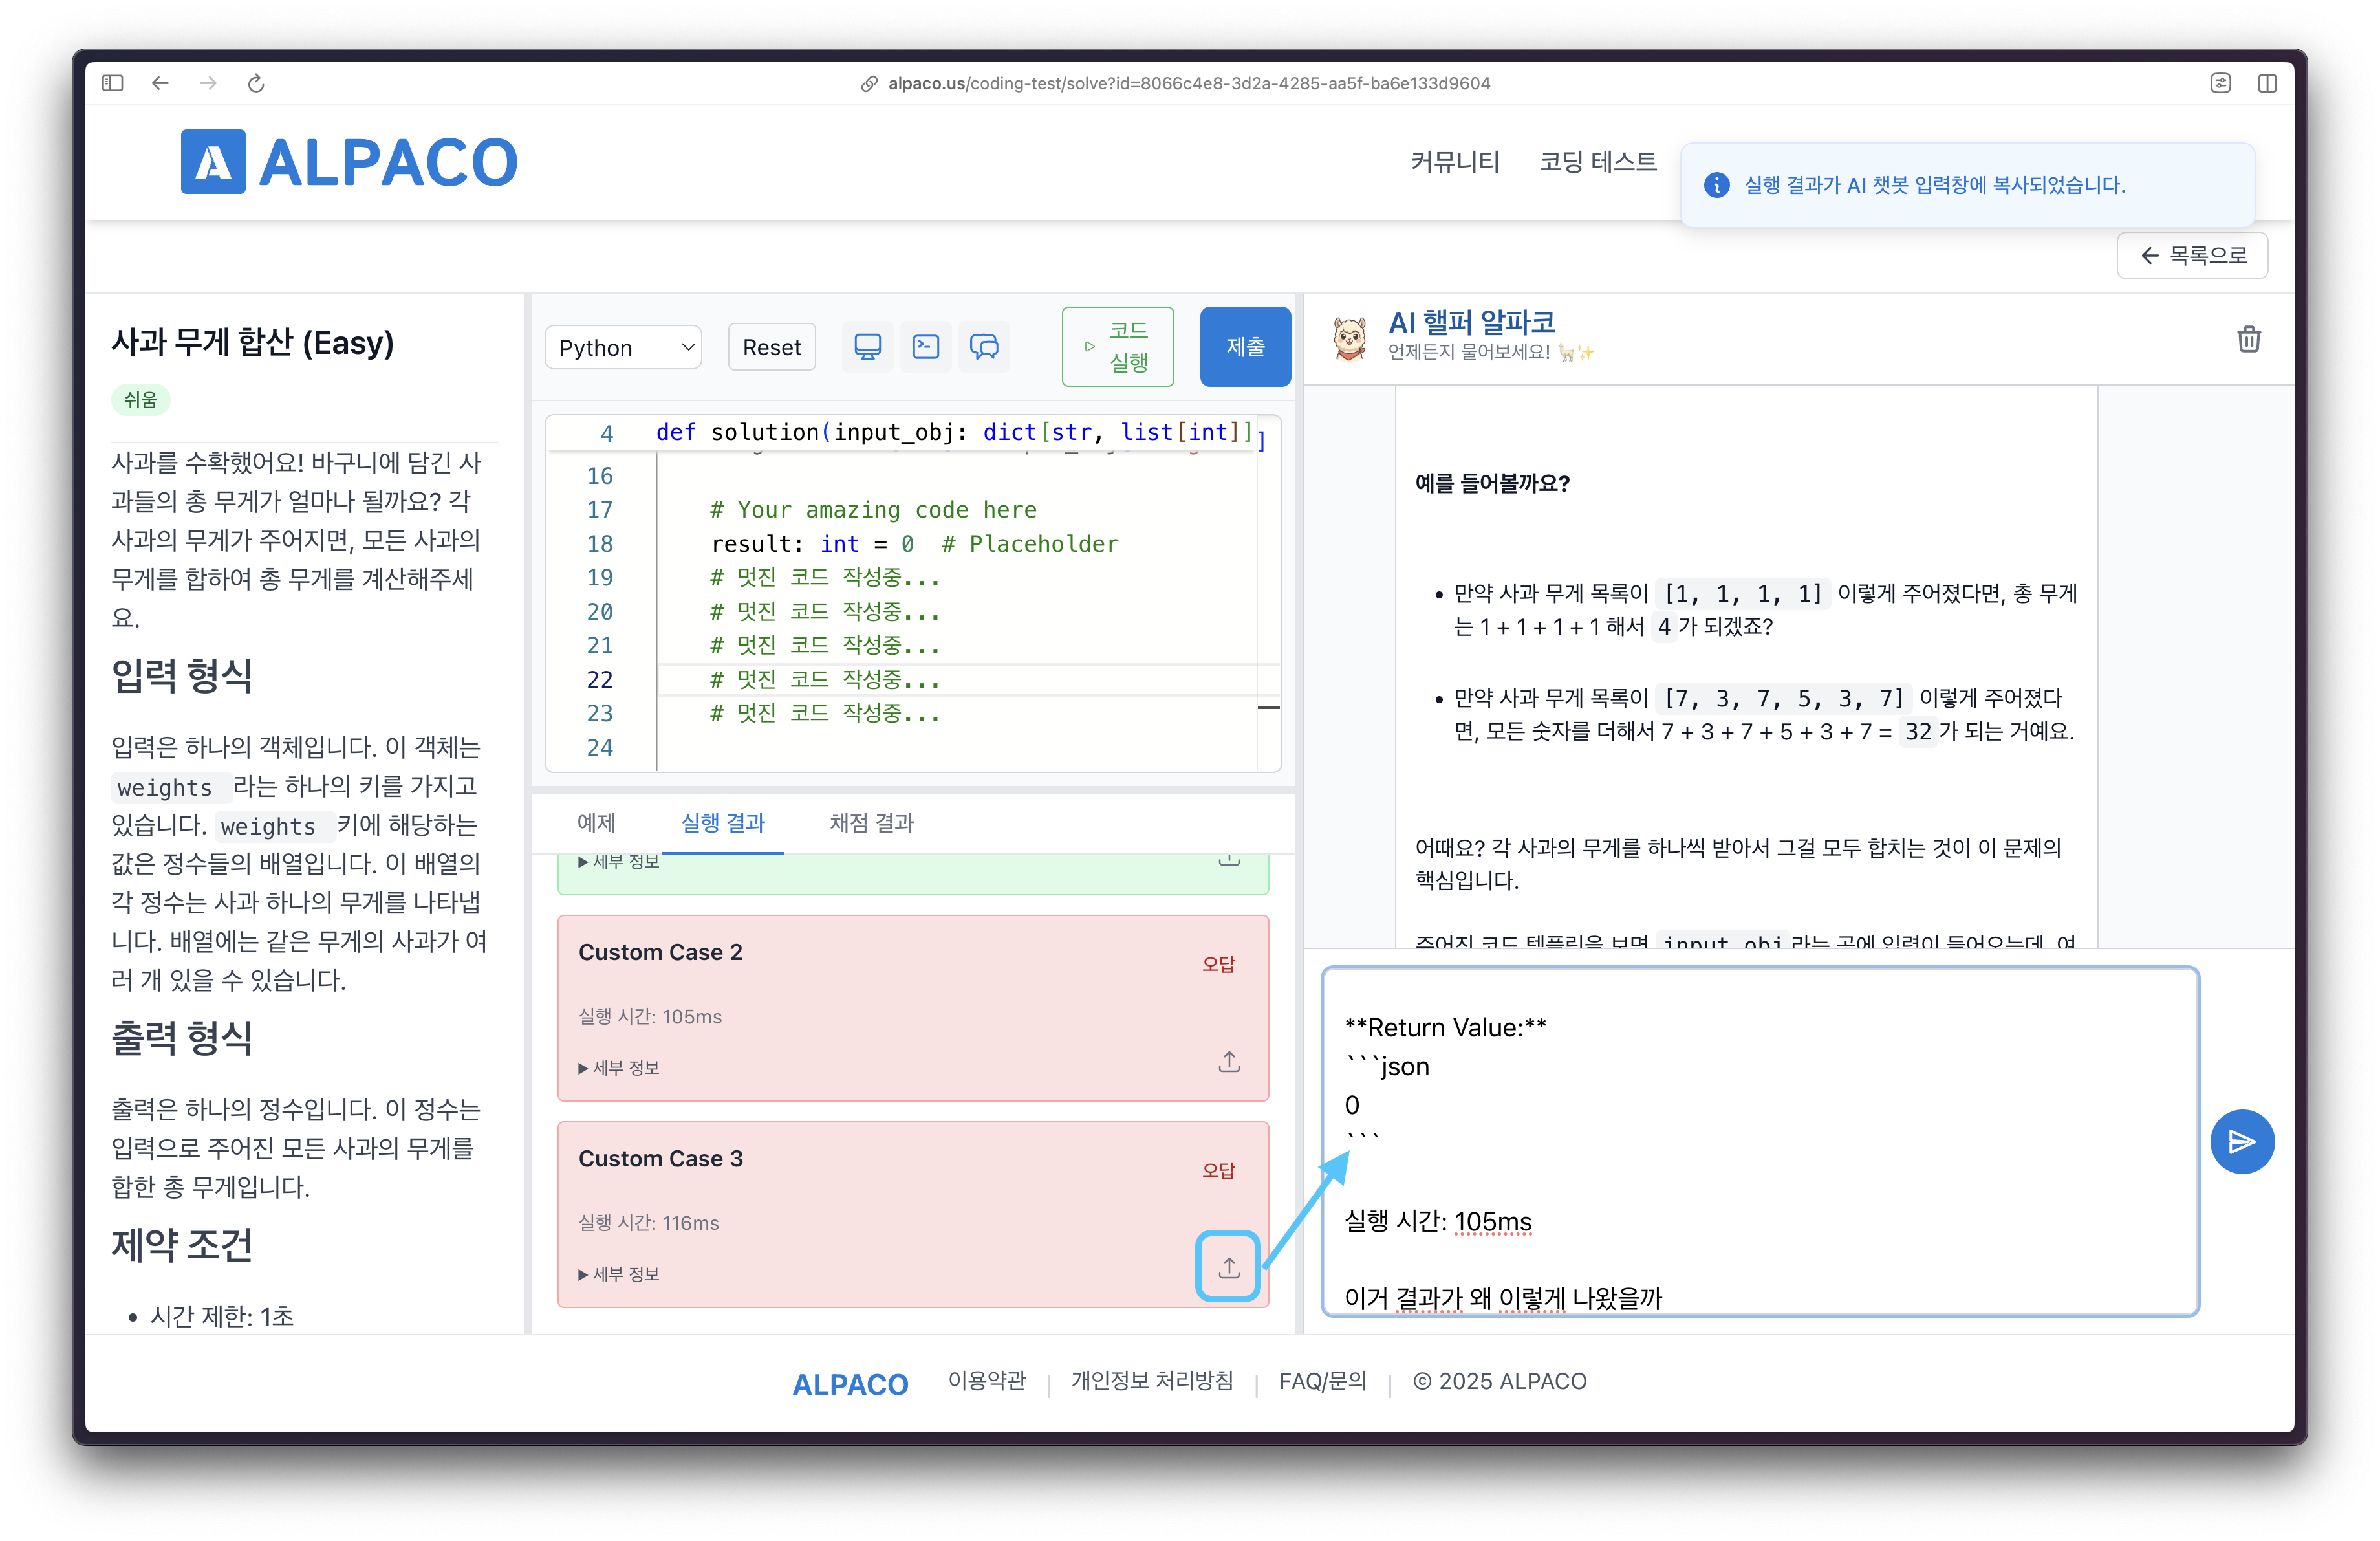 alpaco.us/coding-test/solve?id=8066c4e8-3d2a-4285-aa5f-ba6e133d9604
ALPACO
커뮤니티
코딩 테스트
실행 결과가 AI 챗봇 입력창에 복사되었습니다.
← 목록으로
사과 무게 합산 (Easy)
쉬움
사과를 수확했어요! 바구니에 담긴 사
과들의 총 무게가 얼마나 될까요? 각
사과의 무게가 주어지면, 모든 사과의
무게를 합하여 총 무게를 계산해주세
요.
입력 형식
입력은 하나의 객체입니다. 이 객체는
weights 라는 하나의 키를 가지고
있습니다. weights 키에 해당하는
값은 정수들의 배열입니다. 이 배열의
각 정수는 사과 하나의 무게를 나타냅
니다. 배열에는 같은 무게의 사과가 여
러 개 있을 수 있습니다.
출력 형식
출력은 하나의 정수입니다. 이 정수는
입력으로 주어진 모든 사과의 무게를
합한 총 무게입니다.
제약 조건
• 시간 제한: 1초
Python
Reset
코드
실행
제출
4 def solution(input_obj: dict[str, list[int]]
16
17 # Your amazing code here
18 result: int = 0 # Placeholder
19 # 멋진 코드 작성중...
20 # 멋진 코드 작성중...
21 # 멋진 코드 작성중...
22 # 멋진 코드 작성중...
23 # 멋진 코드 작성중...
24
예제
실행 결과
채점 결과
▶ 세부 정보
Custom Case 2
오답
실행 시간: 105ms
▶ 세부 정보
Custom Case 3
오답
실행 시간: 116ms
▶ 세부 정보
AI 핼퍼 알파코
언제든지 물어보세요! 🦙✨
예를 들어볼까요?
• 만약 사과 무게 목록이 [1, 1, 1, 1] 이렇게 주어졌다면, 총 무게
는 1 + 1 + 1 + 1 해서 4 가 되겠죠?
• 만약 사과 무게 목록이 [7, 3, 7, 5, 3, 7] 이렇게 주어졌다
면, 모든 숫자를 더해서 7 + 3 + 7 + 5 + 3 + 7 = 32 가 되는 거예요.
어때요? 각 사과의 무게를 하나씩 받아서 그걸 모두 합치는 것이 이 문제의
핵심입니다.
주어진 코드 템플릿을 보면 input_obj 라는 곳에 입력이 들어오는데, 여
**Return Value:**
```json
0
```
실행 시간: 105ms
이거 결과가 왜 이렇게 나왔을까
ALPACO
이용약관 | 개인정보 처리방침 | FAQ/문의 | © 2025 ALPACO